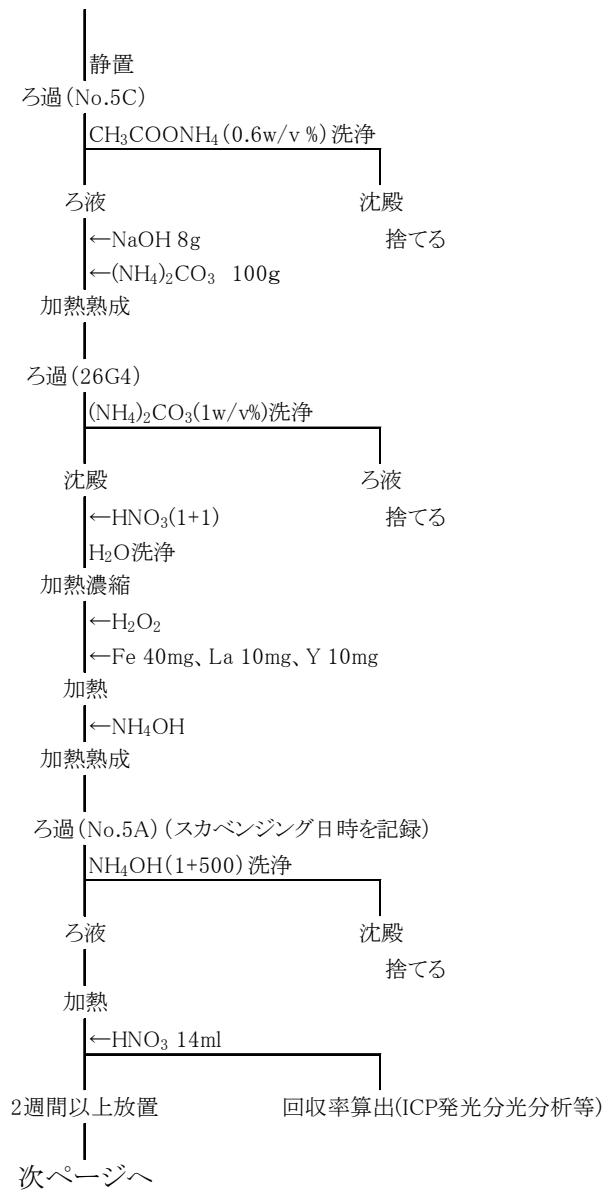 静置
ろ過(No.5C)
CH₃COONH₄(0.6w/v %)洗浄
ろ液 沈殿
←NaOH 8g 捨てる
←(NH₄)₂CO₃ 100g
加熱熟成
ろ過(26G4)
(NH₄)₂CO₃(1w/v%)洗浄
沈殿 ろ液
←HNO₃(1+1) 捨てる
H₂O洗浄
加熱濃縮
←H₂O₂
←Fe 40mg、La 10mg、Y 10mg
加熱
←NH₄OH
加熱熟成
ろ過(No.5A)(スカベンジング日時を記録)
NH₄OH(1+500)洗浄
ろ液 沈殿
捨てる
加熱
←HNO₃ 14ml
2週間以上放置 回収率算出(ICP発光分光分析等)
次ページへ